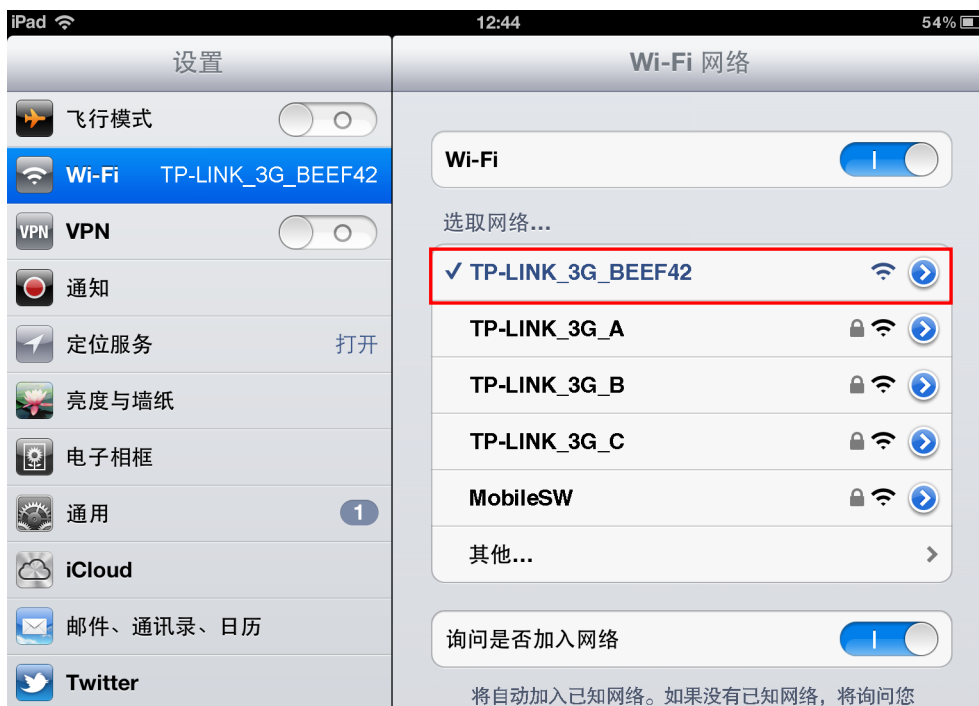 iPad 12:44 54%
设置
飞行模式
Wi-Fi TP-LINK_3G_BEEF42
VPN VPN
通知
定位服务 打开
亮度与墙纸
电子相框
通用 1
iCloud
邮件、通讯录、日历
Twitter
Wi-Fi 网络
Wi-Fi
选取网络...
✓ TP-LINK_3G_BEEF42
TP-LINK_3G_A
TP-LINK_3G_B
TP-LINK_3G_C
MobileSW
其他...
询问是否加入网络
将自动加入已知网络。如果没有已知网络，将询问您